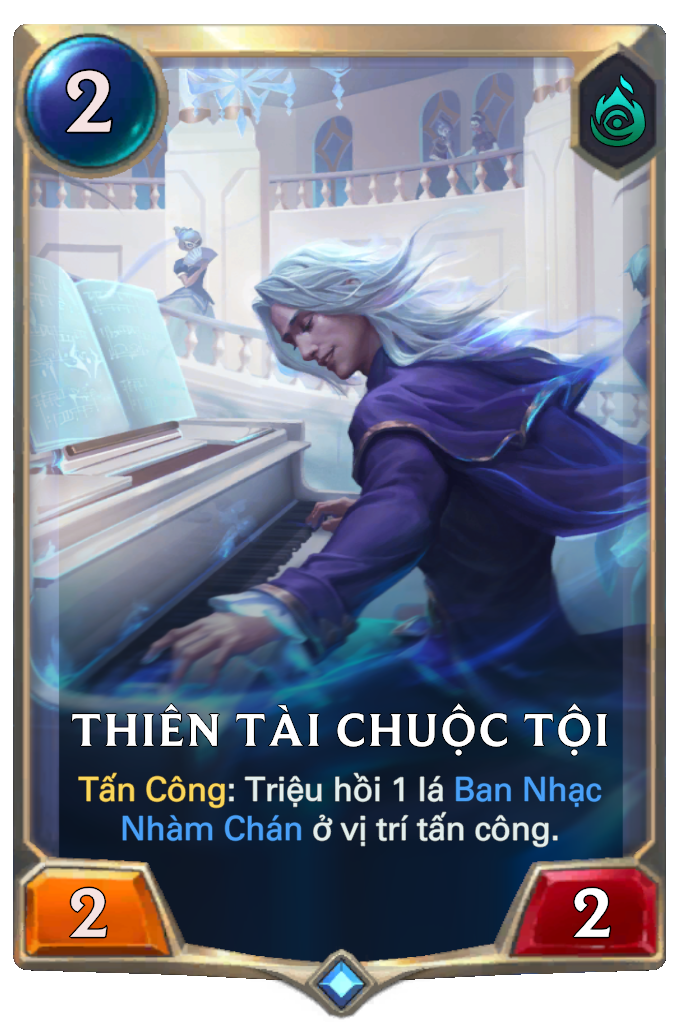 2
THIÊN TÀI CHUỘC TỘI
Tấn Công: Triệu hồi 1 lá Ban Nhạc
Nhàm Chán ở vị trí tấn công.
2
2